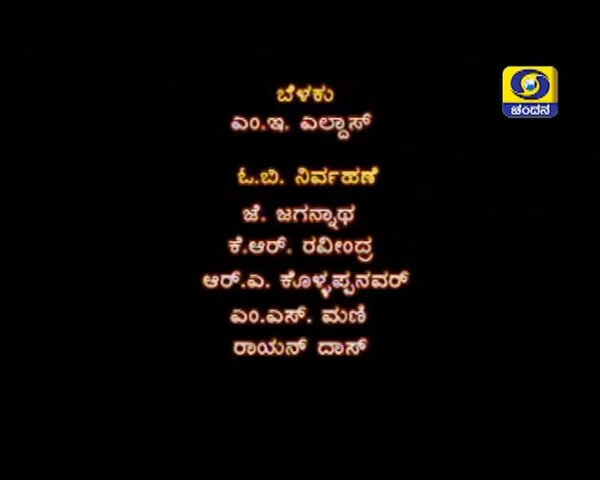 ಚಂದನ
ಬೆಳಕು
ಎಂ.ಇ. ಎಲ್ದಾಸ್
ಓ.ಬಿ. ನಿರ್ವಹಣೆ
ಜೆ. ಜಗನ್ನಾಥ
ಕೆ.ಆರ್. ರವೀಂದ್ರ
ಆರ್.ಎ. ಕೊಳ್ಳಪ್ಪನವರ್
ಎಂ.ಎಸ್. ಮಣಿ
ರಾಯನ್ ದಾಸ್